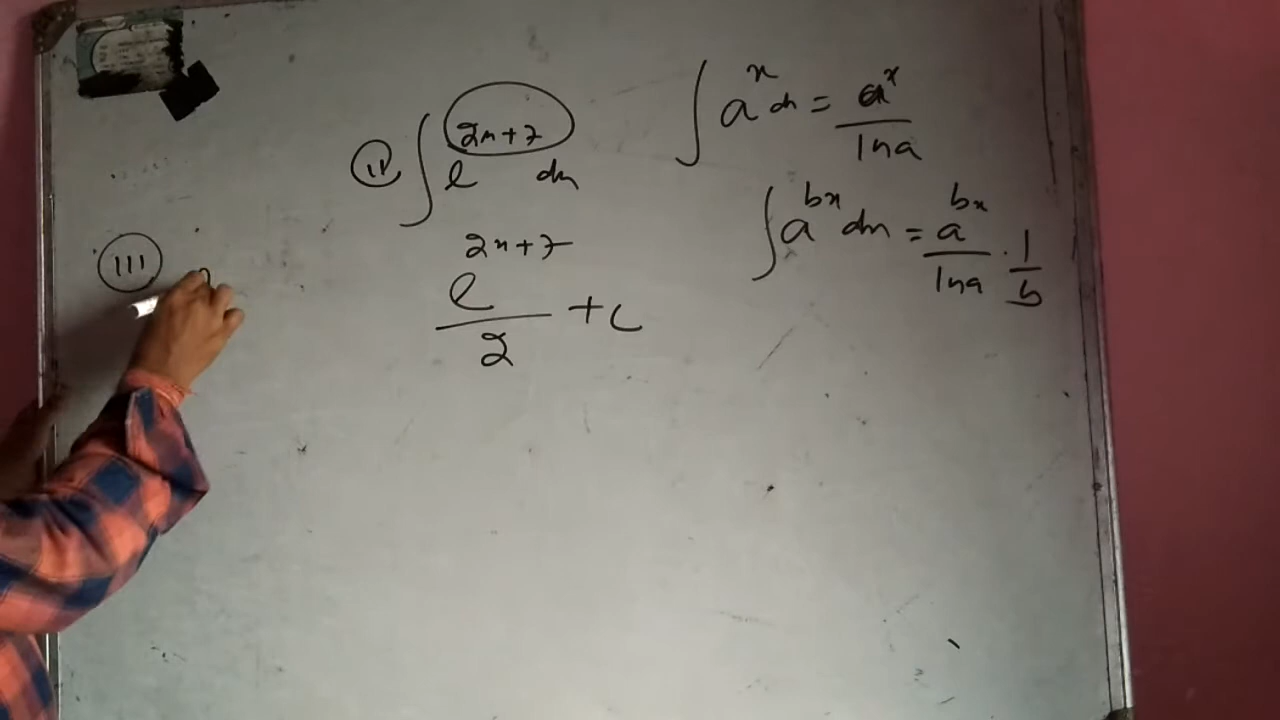 (ii) ∫ e^(2x+7) dx
e^(2x+7) / 2 + c
∫ a^x dx = a^x / ln a
∫ a^(bx) dx = a^(bx) / ln a · 1/b
(iii)